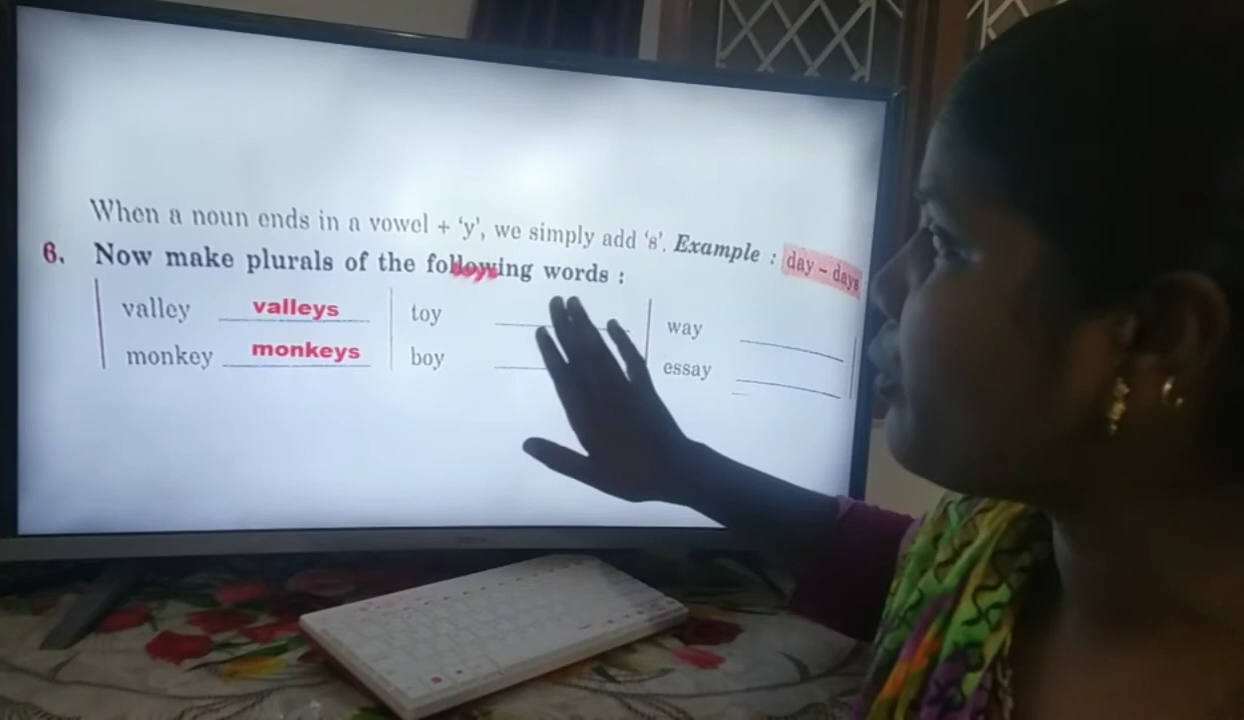 When a noun ends in a vowel + ‘y’, we simply add ‘s’. Example : day – days
6. Now make plurals of the following words :
valley valleys toy way
monkey monkeys boy essay